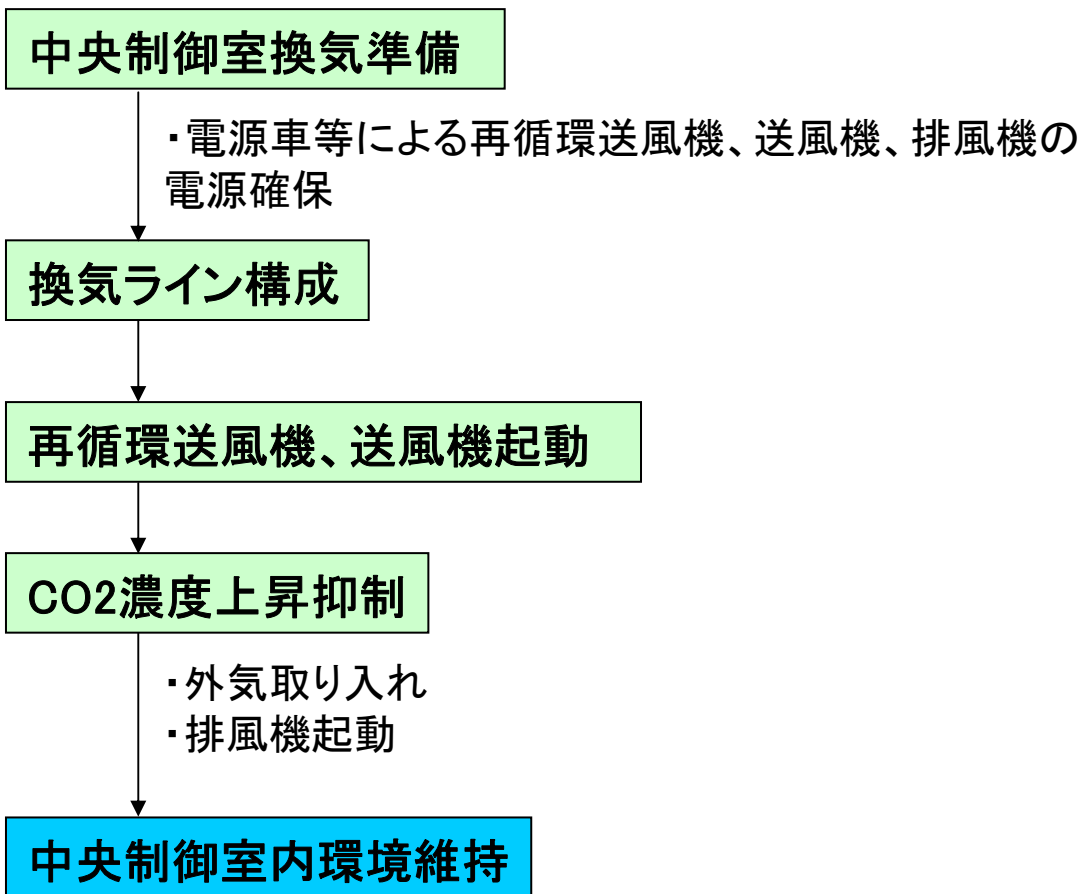 中央制御室換気準備
・電源車等による再循環送風機、送風機、排風機の
電源確保
換気ライン構成
再循環送風機、送風機起動
CO2濃度上昇抑制
・外気取り入れ
・排風機起動
中央制御室内環境維持